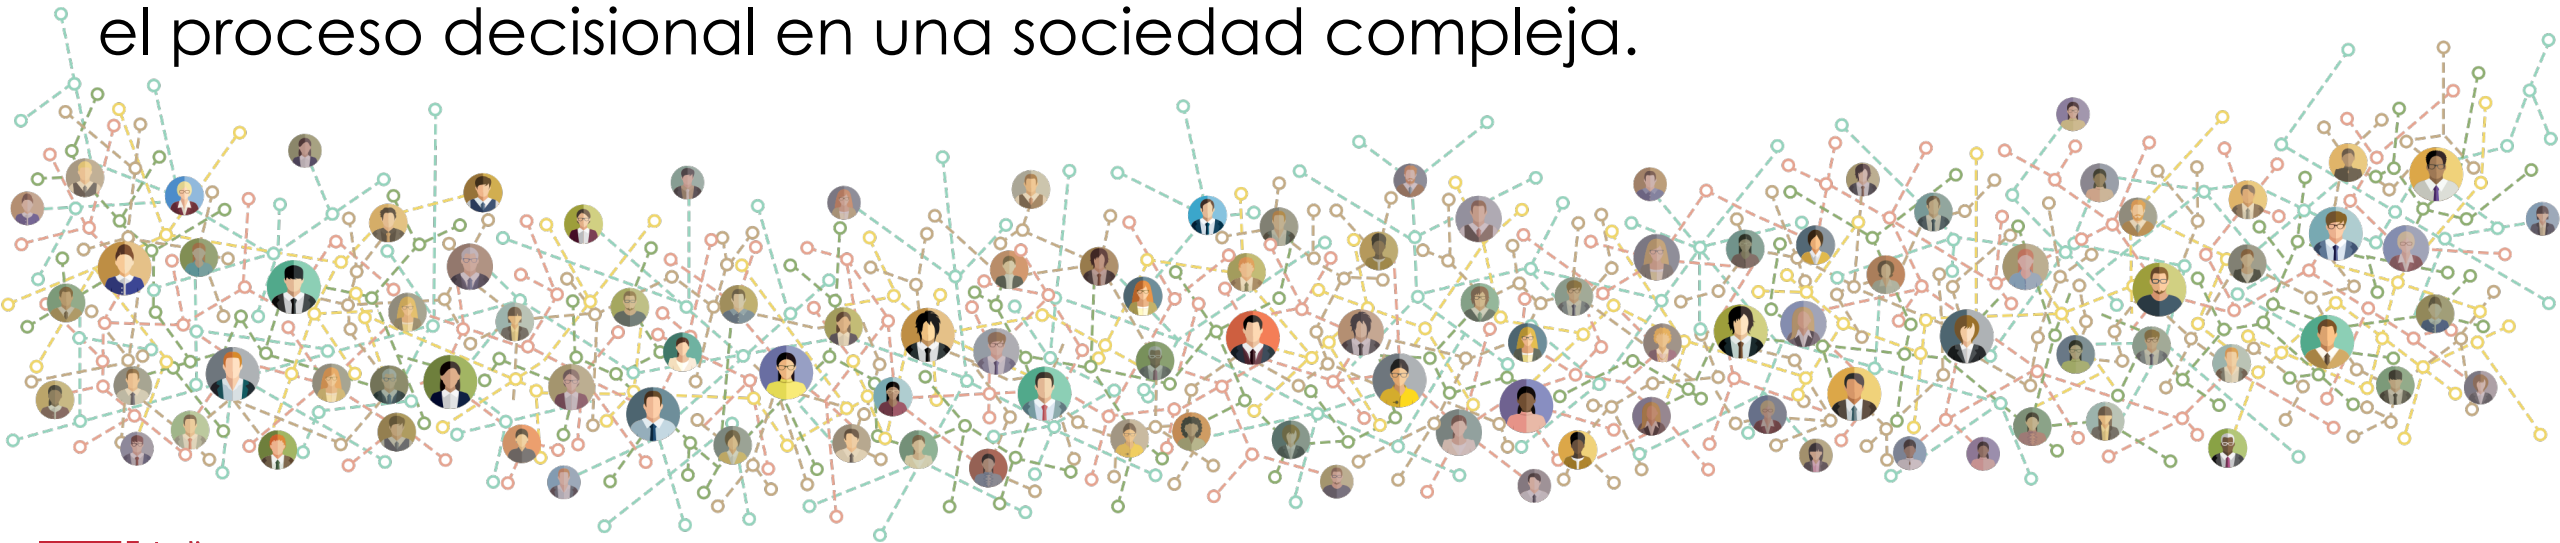 el proceso decisional en una sociedad compleja.